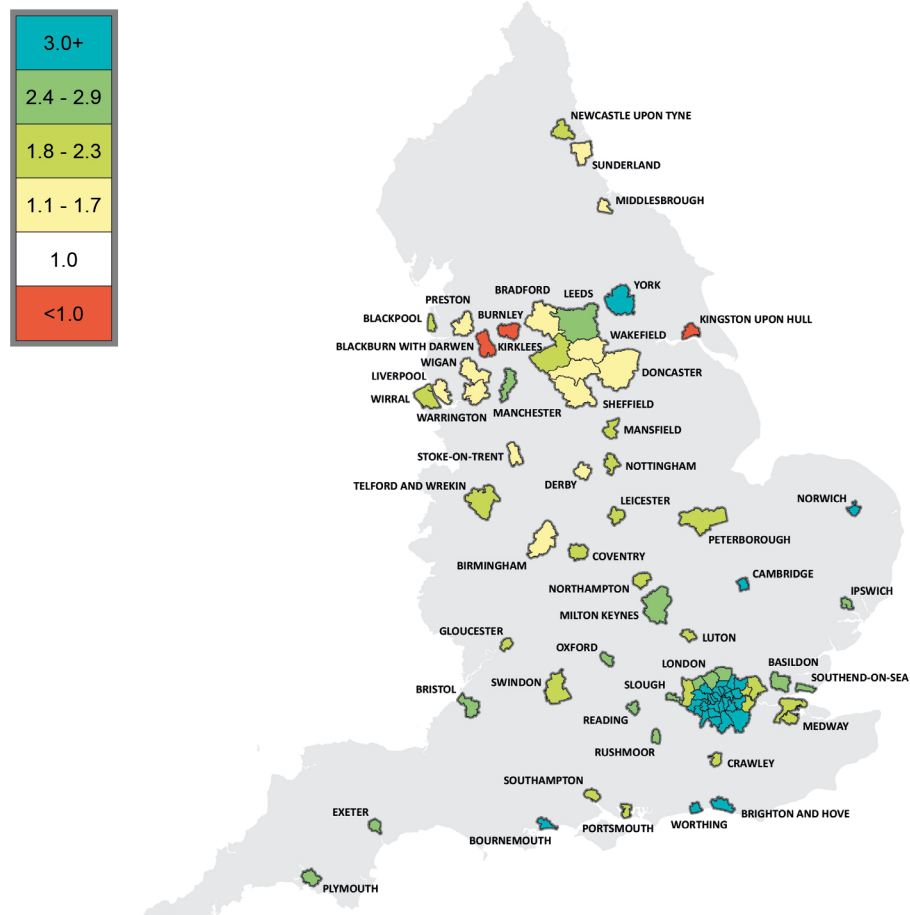 3.0+
2.4 - 2.9
1.8 - 2.3
1.1 - 1.7
1.0
<1.0
NEWCASTLE UPON TYNE
SUNDERLAND
MIDDLESBROUGH
BRADFORD
LEEDS
YORK
PRESTON
BLACKPOOL
BURNLEY
KINGSTON UPON HULL
BLACKBURN WITH DARWEN
KIRKLEES
WAKEFIELD
WIGAN
LIVERPOOL
DONCASTER
WIRRAL
WARRINGTON
MANCHESTER
SHEFFIELD
MANSFIELD
STOKE-ON-TRENT
NOTTINGHAM
DERBY
TELFORD AND WREKIN
LEICESTER
NORWICH
PETERBOROUGH
BIRMINGHAM
COVENTRY
CAMBRIDGE
NORTHAMPTON
IPSWICH
MILTON KEYNES
GLOUCESTER
LUTON
OXFORD
LONDON
BASILDON
SOUTHEND-ON-SEA
SWINDON
SLOUGH
BRISTOL
READING
MEDWAY
RUSHMOOR
CRAWLEY
SOUTHAMPTON
EXETER
BRIGHTON AND HOVE
WORTHING
PORTSMOUTH
BOURNEMOUTH
PLYMOUTH